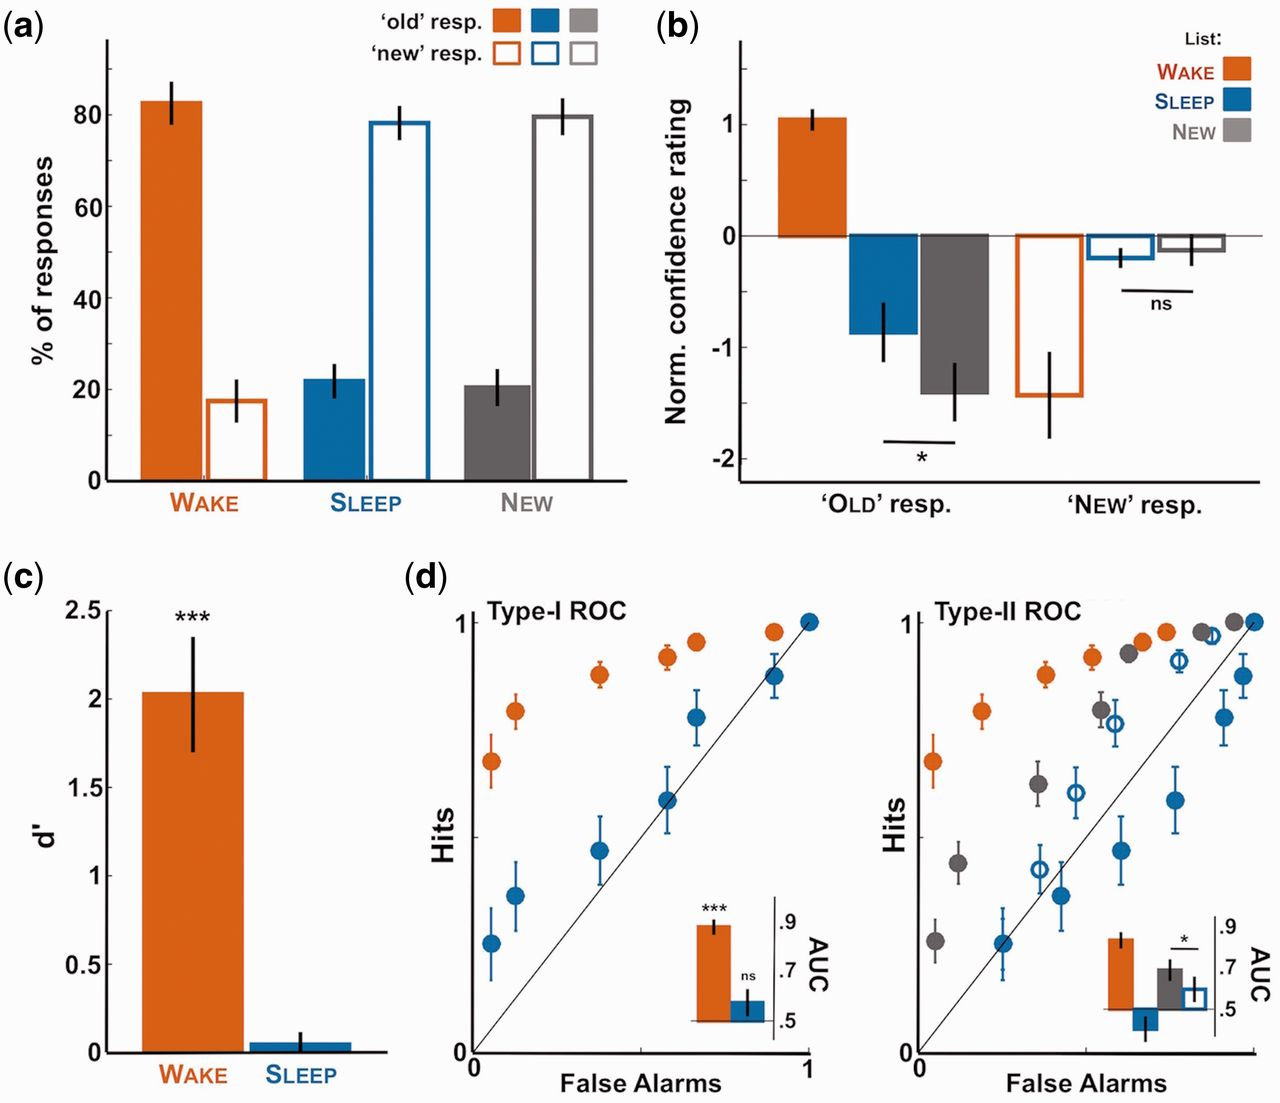 (a)
'old' resp.
'new' resp.
% of responses
80
60
40
20
0
WAKE
SLEEP
NEW
(b)
List:
WAKE
SLEEP
NEW
Norm. confidence rating
1
0
-1
-2
ns
*
'OLD' resp.
'NEW' resp.
(c)
2.5
2
1.5
1
0.5
0
d'
***
WAKE
SLEEP
(d)
Type-I ROC
1
Hits
0
0
1
False Alarms
***
ns
.9
.7
.5
AUC
Type-II ROC
1
Hits
0
0
1
False Alarms
*
.9
.7
.5
AUC